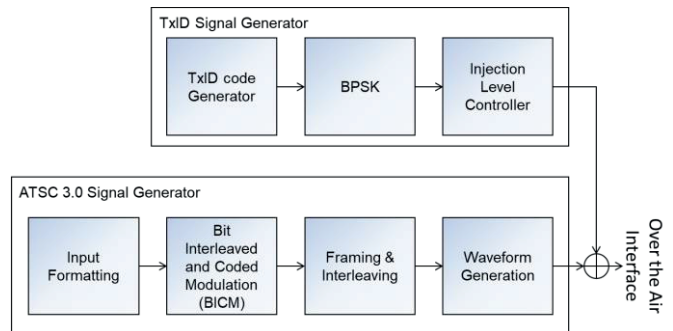 TxID Signal Generator
TxID code
Generator
BPSK
Injection
Level
Controller
ATSC 3.0 Signal Generator
Input
Formatting
Bit
Interleaved
and Coded
Modulation
(BICM)
Framing &
Interleaving
Waveform
Generation
Over the Air
Interface